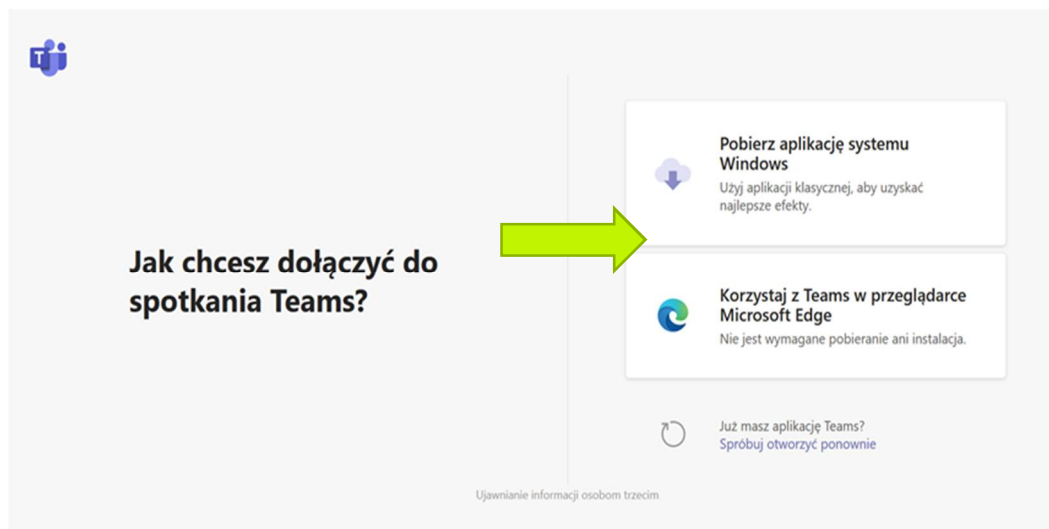 Jak chcesz dołączyć do
spotkania Teams?
Pobierz aplikację systemu
Windows
Użyj aplikacji klasycznej, aby uzyskać
najlepsze efekty.
Korzystaj z Teams w przeglądarce
Microsoft Edge
Nie jest wymagane pobieranie ani instalacja.
Już masz aplikację Teams?
Spróbuj otworzyć ponownie
Ujawnianie informacji osobom trzecim